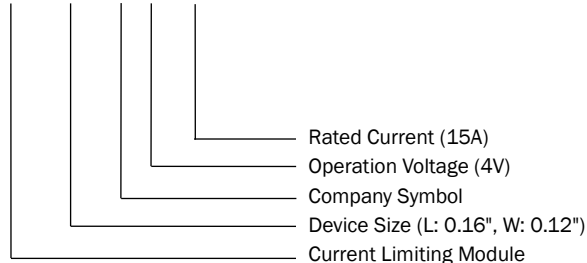 Rated Current (15A)
Operation Voltage (4V)
Company Symbol
Device Size (L: 0.16", W: 0.12")
Current Limiting Module